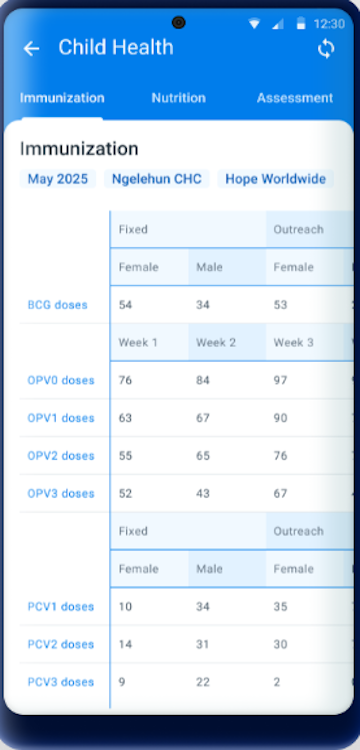 12:30
Child Health
Immunization Nutrition Assessment
Immunization
May 2025 Ngelehun CHC Hope Worldwide
Fixed Outreach
Female Male Female
BCG doses 54 34 53
Week 1 Week 2 Week 3
OPV0 doses 76 84 97
OPV1 doses 63 67 90
OPV2 doses 55 65 76
OPV3 doses 52 43 67
Fixed Outreach
Female Male Female
PCV1 doses 10 34 35
PCV2 doses 14 31 30
PCV3 doses 9 22 2